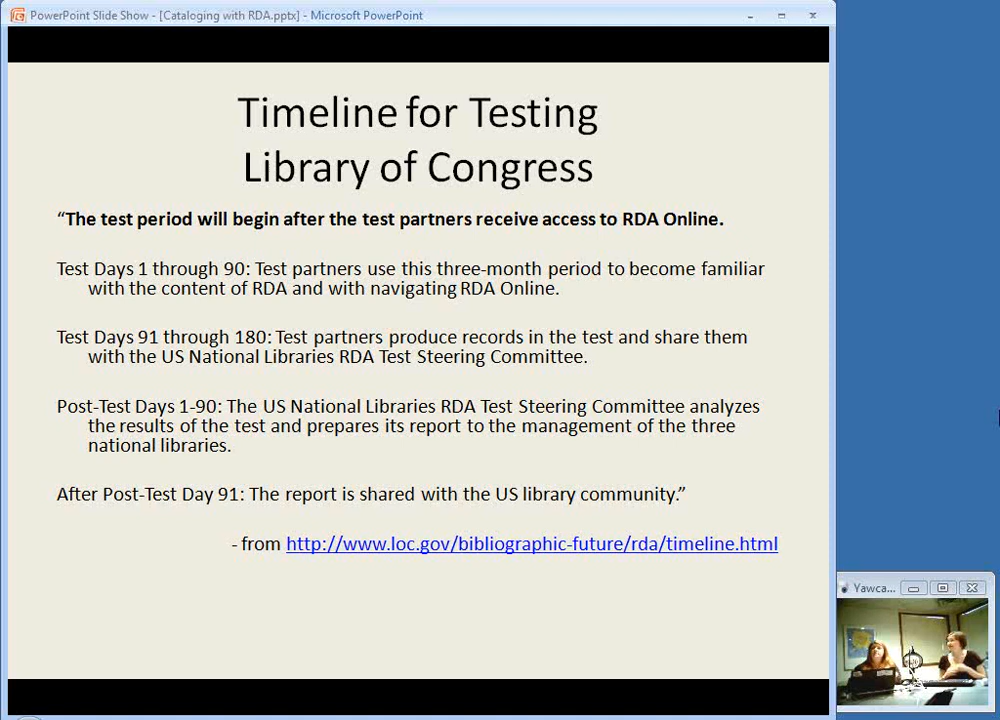 PowerPoint Slide Show - [Cataloging with RDA.pptx] - Microsoft PowerPoint
Timeline for Testing
Library of Congress
“The test period will begin after the test partners receive access to RDA Online.
Test Days 1 through 90: Test partners use this three-month period to become familiar
with the content of RDA and with navigating RDA Online.
Test Days 91 through 180: Test partners produce records in the test and share them
with the US National Libraries RDA Test Steering Committee.
Post-Test Days 1-90: The US National Libraries RDA Test Steering Committee analyzes
the results of the test and prepares its report to the management of the three
national libraries.
After Post-Test Day 91: The report is shared with the US library community.”
- from http://www.loc.gov/bibliographic-future/rda/timeline.html
Yawca...